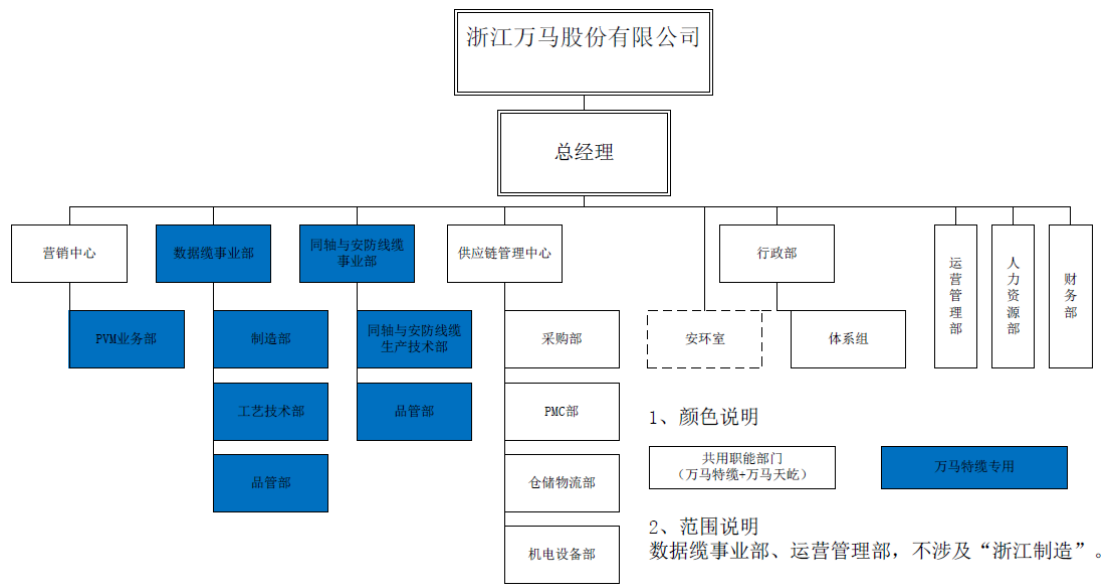 浙江万马股份有限公司
总经理
营销中心
数据缆事业部
同轴与安防线缆
事业部
供应链管理中心
行政部
运营管理部
人力资源部
财务部
PVM业务部
制造部
同轴与安防线缆
生产技术部
采购部
安环室
体系组
工艺技术部
品管部
PMC部
1、颜色说明
共用职能部门
（万马特缆+万马天屹）
万马特缆专用
品管部
仓储物流部
机电设备部
2、范围说明
数据缆事业部、运营管理部，不涉及“浙江制造”。